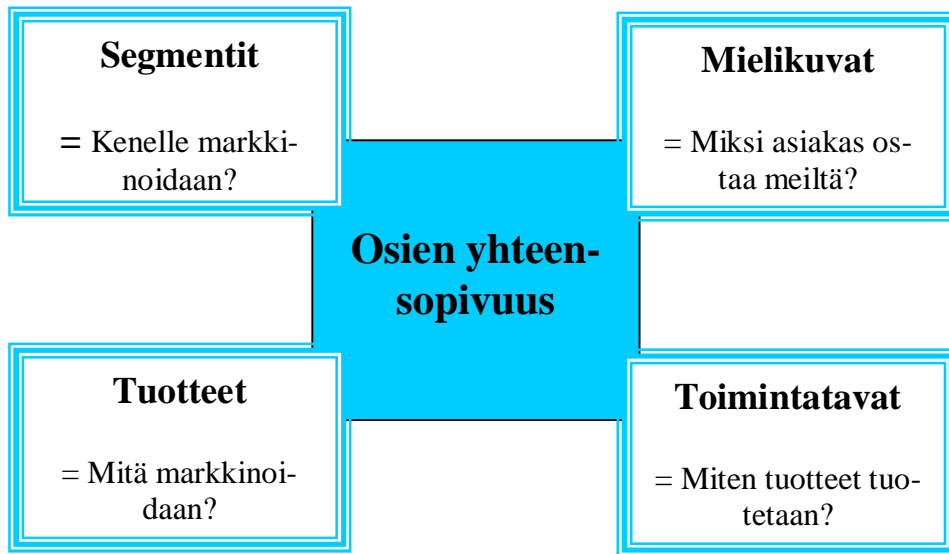 Segmentit
= Kenelle markki-
noidaan?
Mielikuvat
= Miksi asiakas os-
taa meiltä?
Osien yhteen-
sopivuus
Tuotteet
= Mitä markkinoi-
daan?
Toimintatavat
= Miten tuotteet tuo-
tetaan?